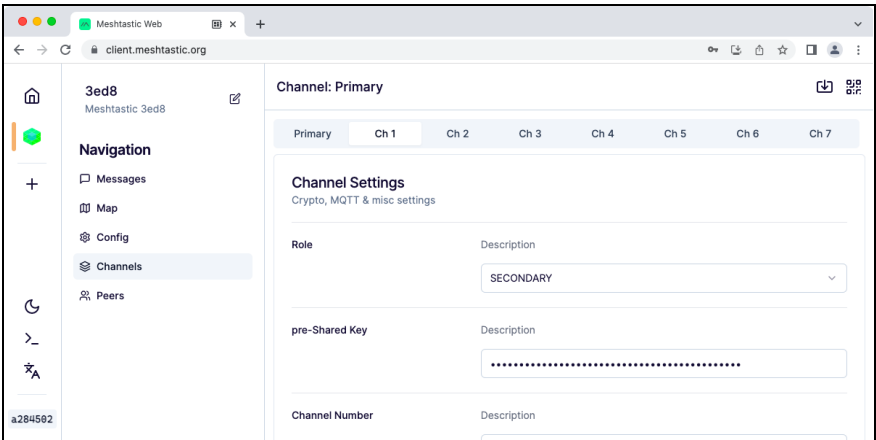 Meshtastic Web
client.meshtastic.org
3ed8
Meshtastic 3ed8
Navigation
Messages
Map
Config
Channels
Peers
a284502
Channel: Primary
Primary Ch 1 Ch 2 Ch 3 Ch 4 Ch 5 Ch 6 Ch 7
Channel Settings
Crypto, MQTT & misc settings
Role Description
SECONDARY
pre-Shared Key Description
••••••••••••••••••••••••••••••••••••••••••••
Channel Number Description